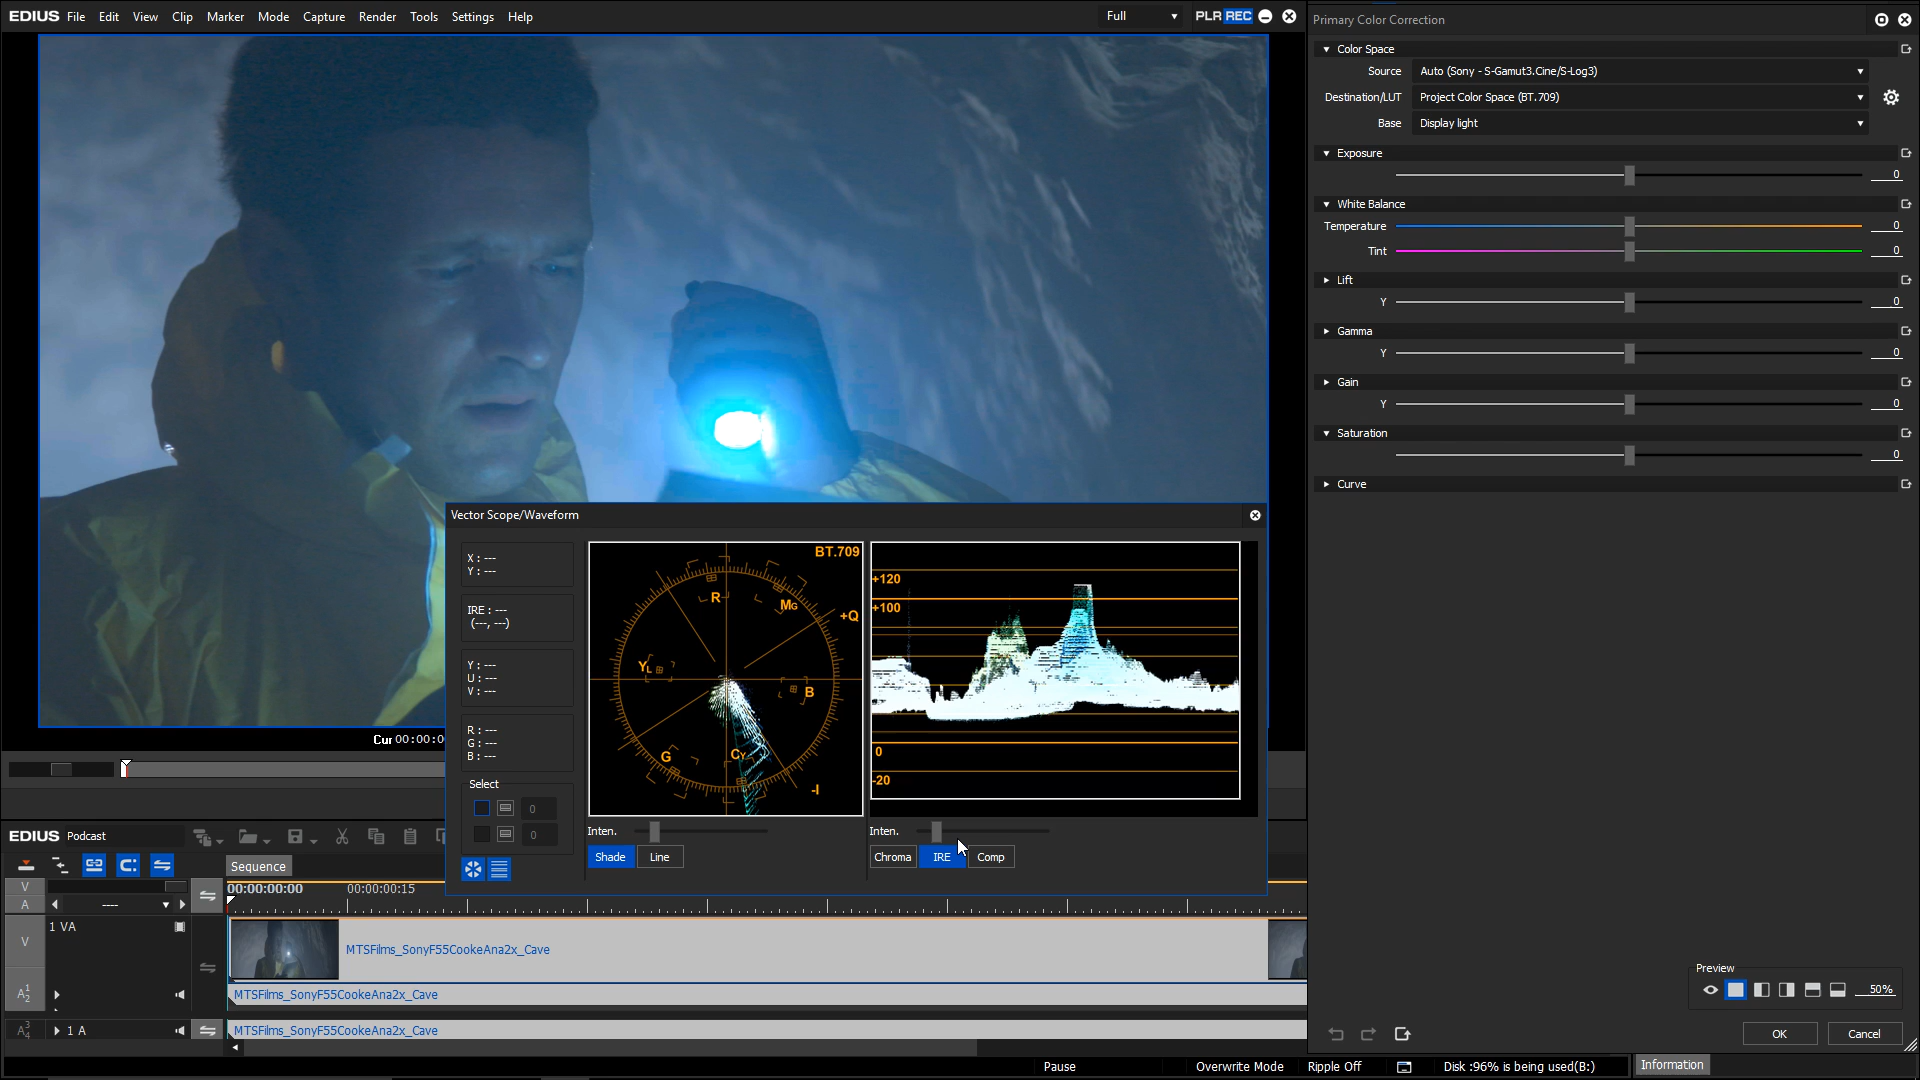 EDIUS File Edit View Clip Marker Mode Capture Render Tools Settings Help
Full
PLR REC
Primary Color Correction
Color Space
Source Auto (Sony - S-Gamut3.Cine/S-Log3)
Destination/LUT Project Color Space (BT.709)
Base Display light
Exposure
0
White Balance
Temperature 0
Tint 0
Lift
Y 0
Gamma
Y 0
Gain
Y 0
Saturation
0
Curve
Vector Scope/Waveform
X : ---
Y : ---
IRE : ---
(---, ---)
Y : ---
U : ---
V : ---
R : ---
G : ---
B : ---
Select
0
0
BT.709
R
MG
+Q
YL
B
G
CY
-I
+120
+100
0
-20
Inten.
Shade Line
Inten.
Chroma IRE Comp
Cur 00:00:0
EDIUS Podcast
Sequence
00:00:00:00 00:00:00:15
V
A ----
1 VA
V
A 1 2
MTSFilms_SonyF55CookeAna2x_Cave
MTSFilms_SonyF55CookeAna2x_Cave
A 3 4 1 A
MTSFilms_SonyF55CookeAna2x_Cave
Preview
50%
OK Cancel
Pause Overwrite Mode Ripple Off Disk :96% is being used(B:)
Information